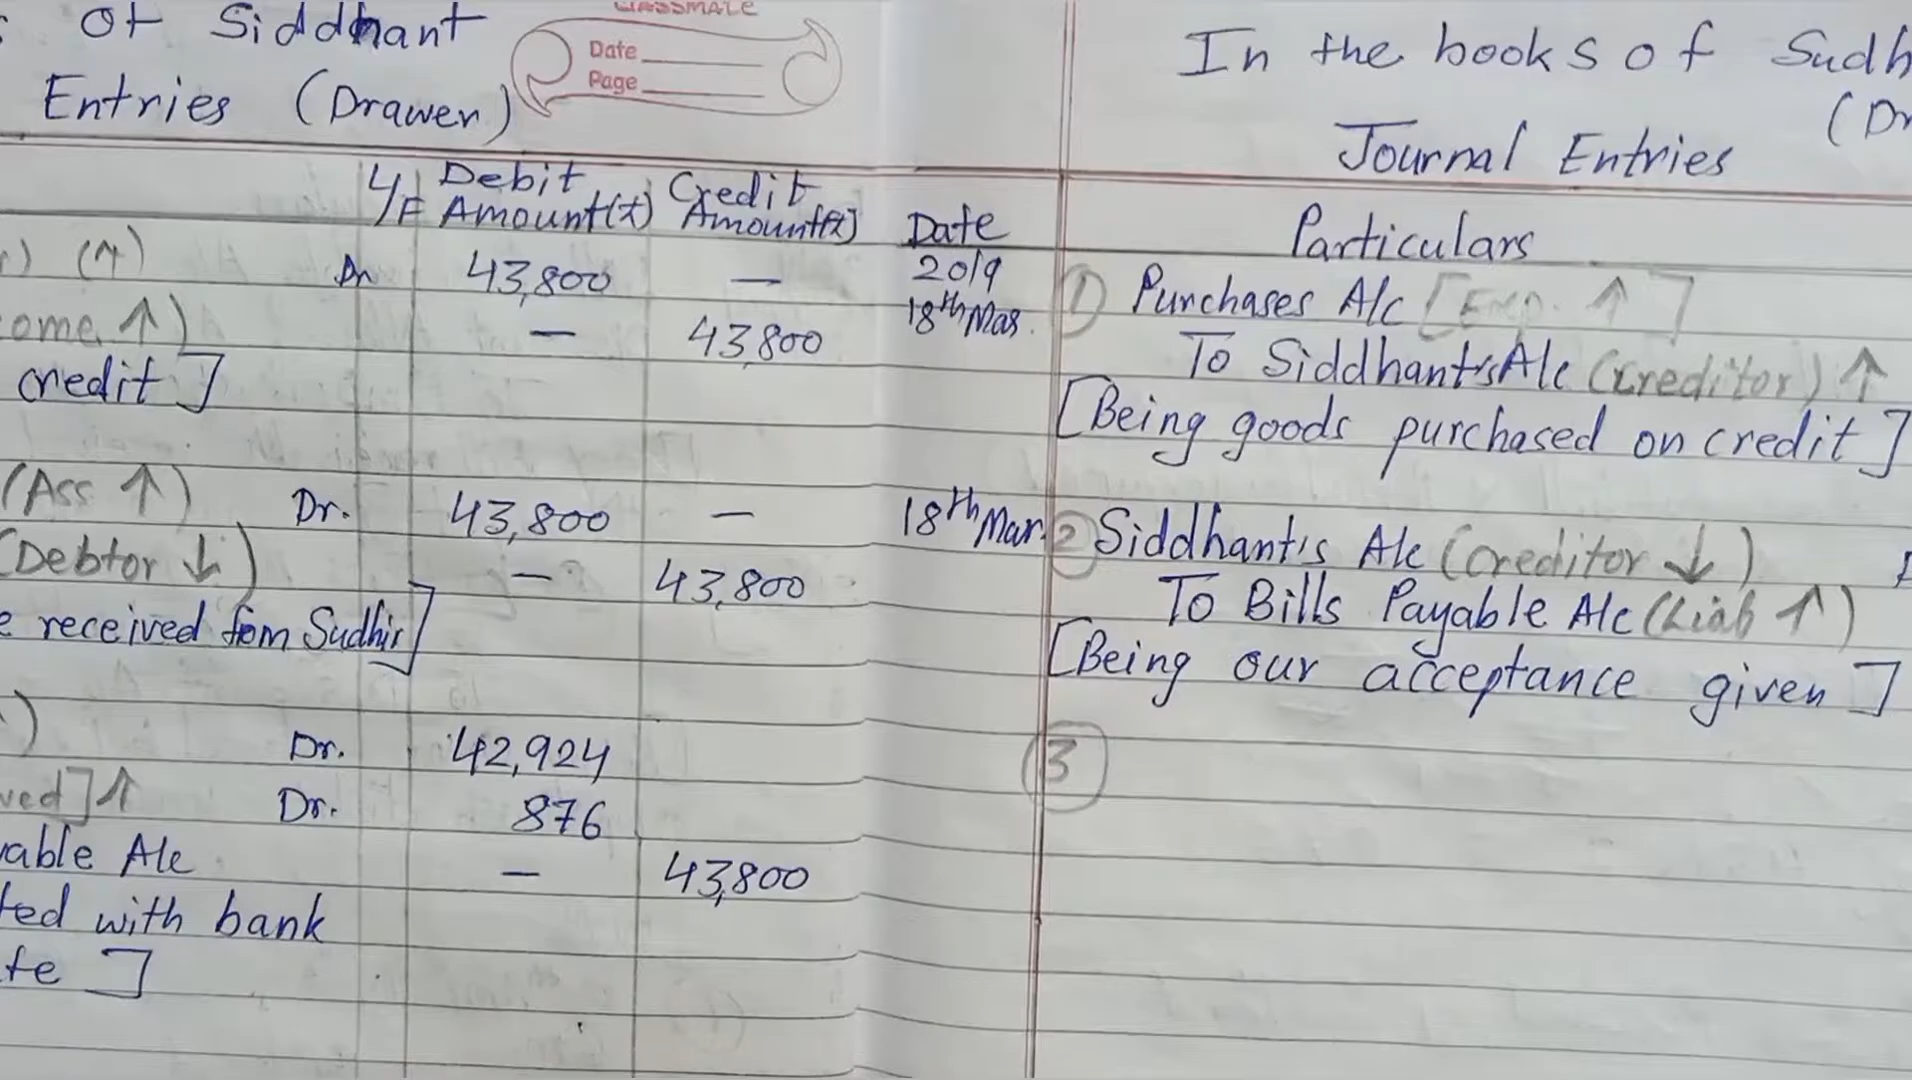 of Siddhant
Entries (Drawer)
CLASSMATE
Date
Page
L/F Debit Amount(₹) Credit Amount(₹)
(↑) Dr 43,800 —
ome ↑) — 43,800
credit]
(Ass ↑) Dr. 43,800 —
(Debtor ↓) — 43,800
e received fom Sudhir]
) Dr. 42,924
ved]↑ Dr. 876
able A/c — 43,800
ted with bank
te]
In the books of Sudh
(Dr
Journal Entries
Date Particulars
2019
18th Mar. ① Purchases A/c [Exp. ↑]
To Siddhant's A/c (Creditor) ↑
[Being goods purchased on credit]
18th Mar. ② Siddhant's A/c (Creditor ↓)
To Bills Payable A/c (Liab ↑)
[Being our acceptance given]
③